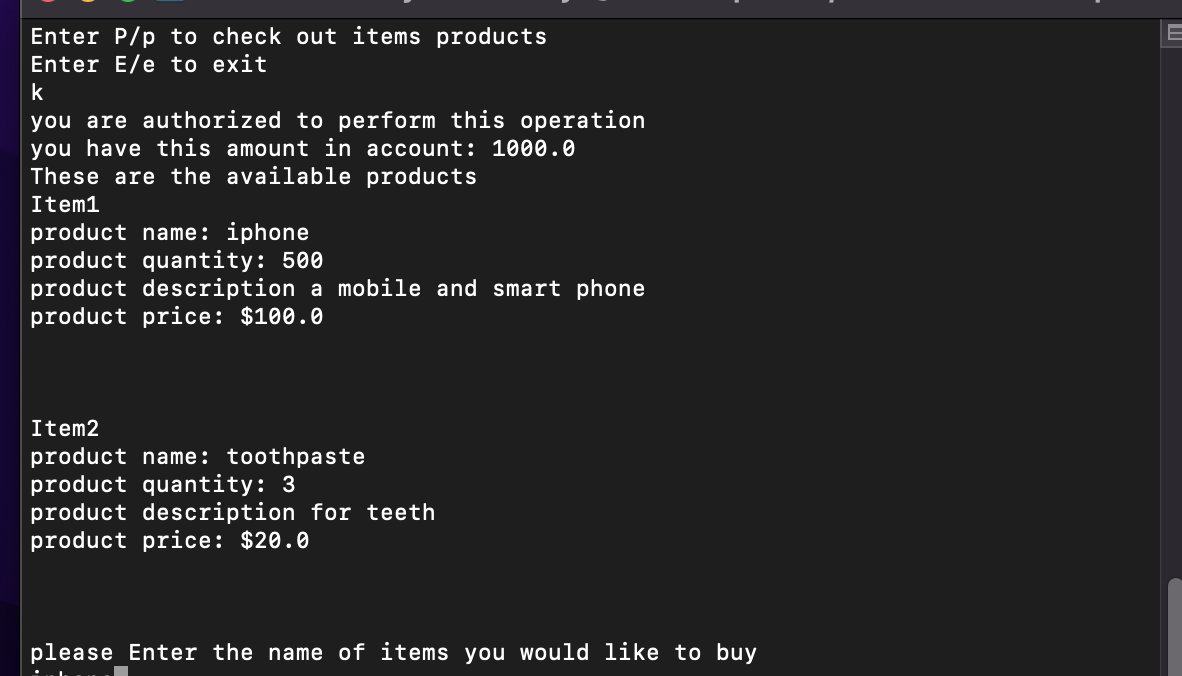 Enter P/p to check out items products
Enter E/e to exit
k
you are authorized to perform this operation
you have this amount in account: 1000.0
These are the available products
Item1
product name: iphone
product quantity: 500
product description a mobile and smart phone
product price: $100.0
Item2
product name: toothpaste
product quantity: 3
product description for teeth
product price: $20.0
please Enter the name of items you would like to buy
iphone